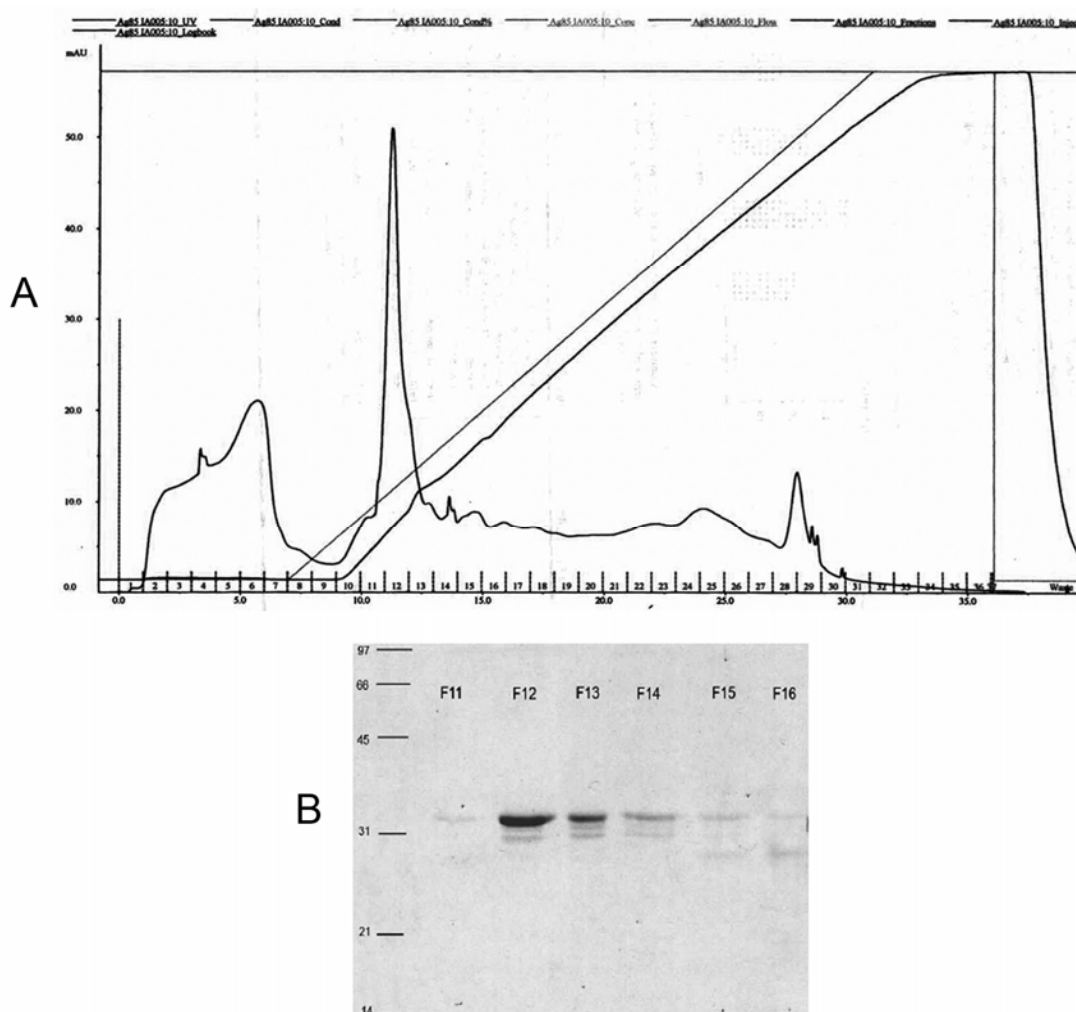 Ag85 IA005:10_UV Ag85 IA005:10_Cond Ag85 IA005:10_Cond% Ag85 IA005:10_Conc Ag85 IA005:10_Flow Ag85 IA005:10_Fractions Ag85 IA005:10_Inject
Ag85 IA005:10_Logbook
mAU
50.0
40.0
A
30.0
20.0
10.0
0.0
1 2 3 4 5 6 7 8 9 10 11 12 13 14 15 16 17 18 19 20 21 22 23 24 25 26 27 28 29 30 31 32 33 34 35 36 Waste
0.0 5.0 10.0 15.0 20.0 25.0 30.0 35.0
97
66
F11 F12 F13 F14 F15 F16
45
B
31
21
14